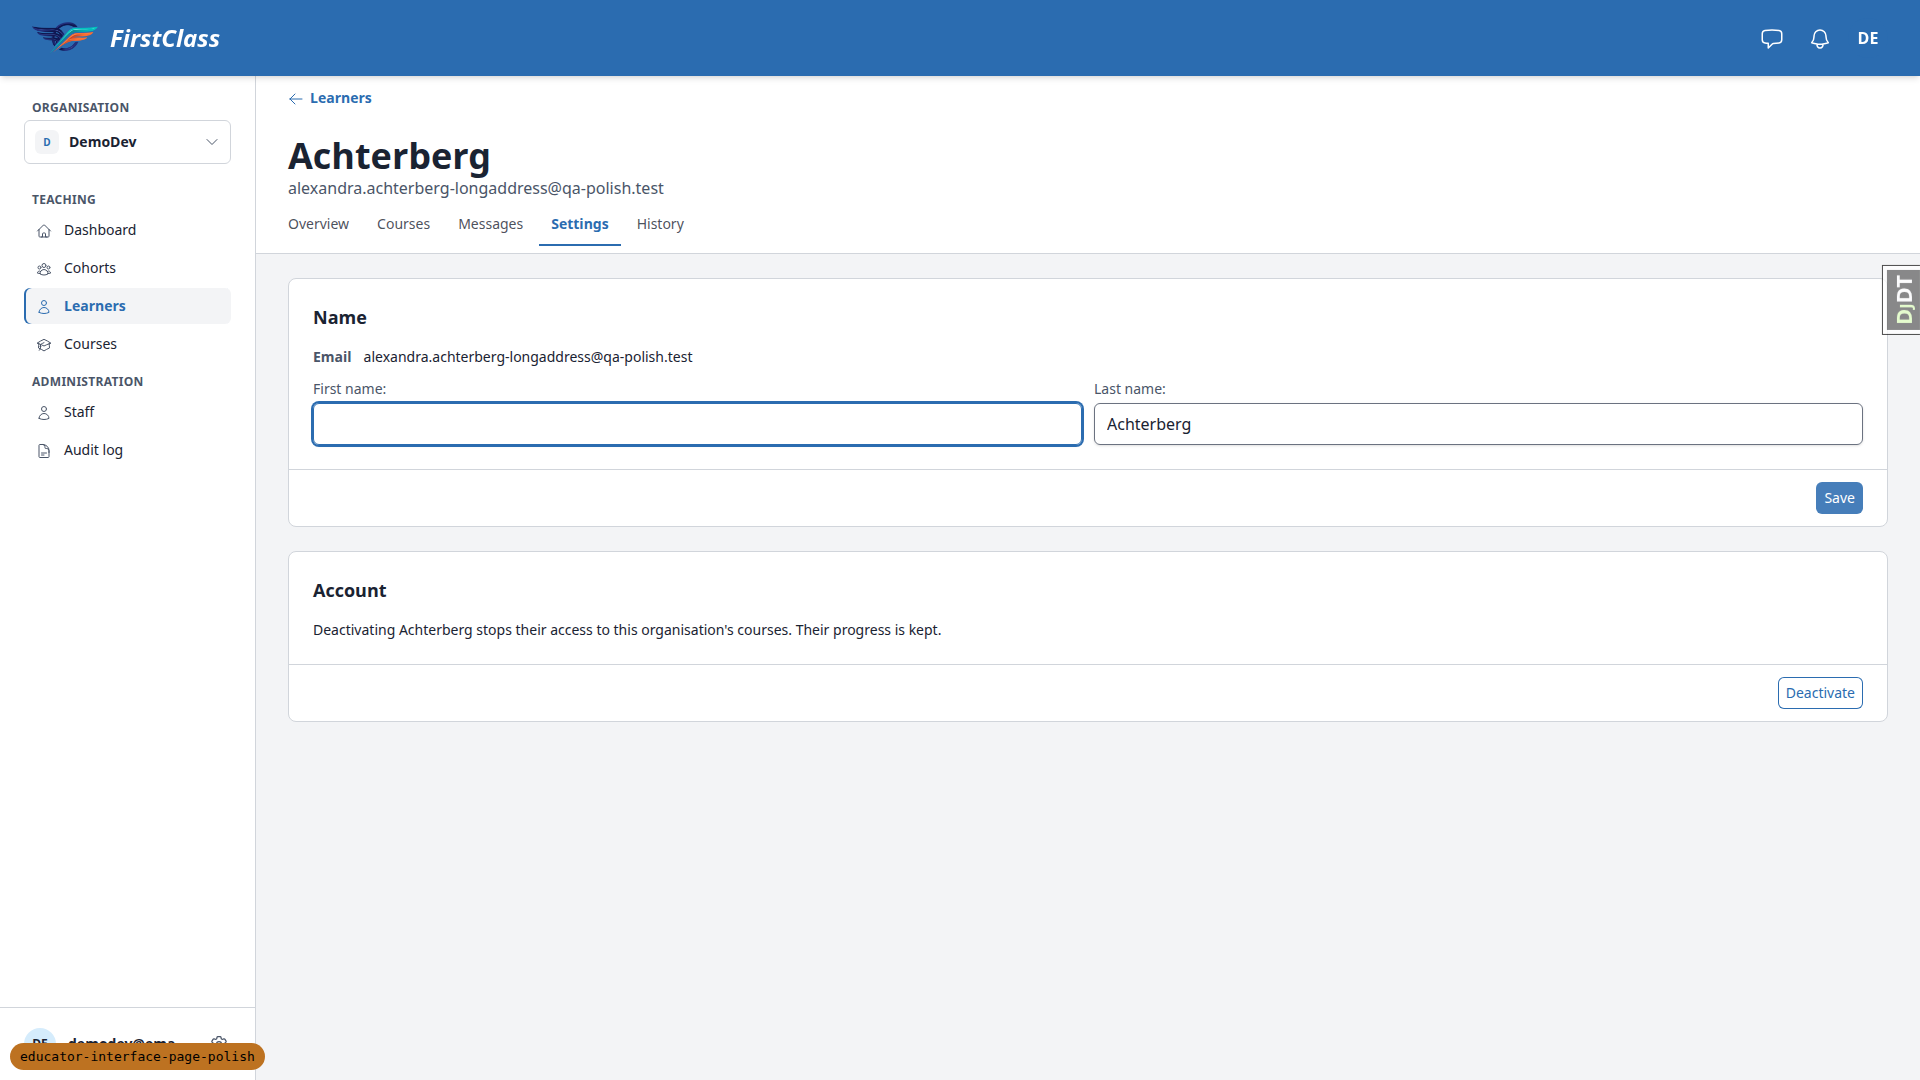 FirstClass
DE
ORGANISATION
D DemoDev
TEACHING
Dashboard
Cohorts
Learners
Courses
ADMINISTRATION
Staff
Audit log
Learners
Achterberg
alexandra.achterberg-longaddress@qa-polish.test
Overview Courses Messages Settings History
Name
Email alexandra.achterberg-longaddress@qa-polish.test
First name: Last name:
Achterberg
Save
Account
Deactivating Achterberg stops their access to this organisation's courses. Their progress is kept.
Deactivate
DjDT
DE demodev@ema
educator-interface-page-polish